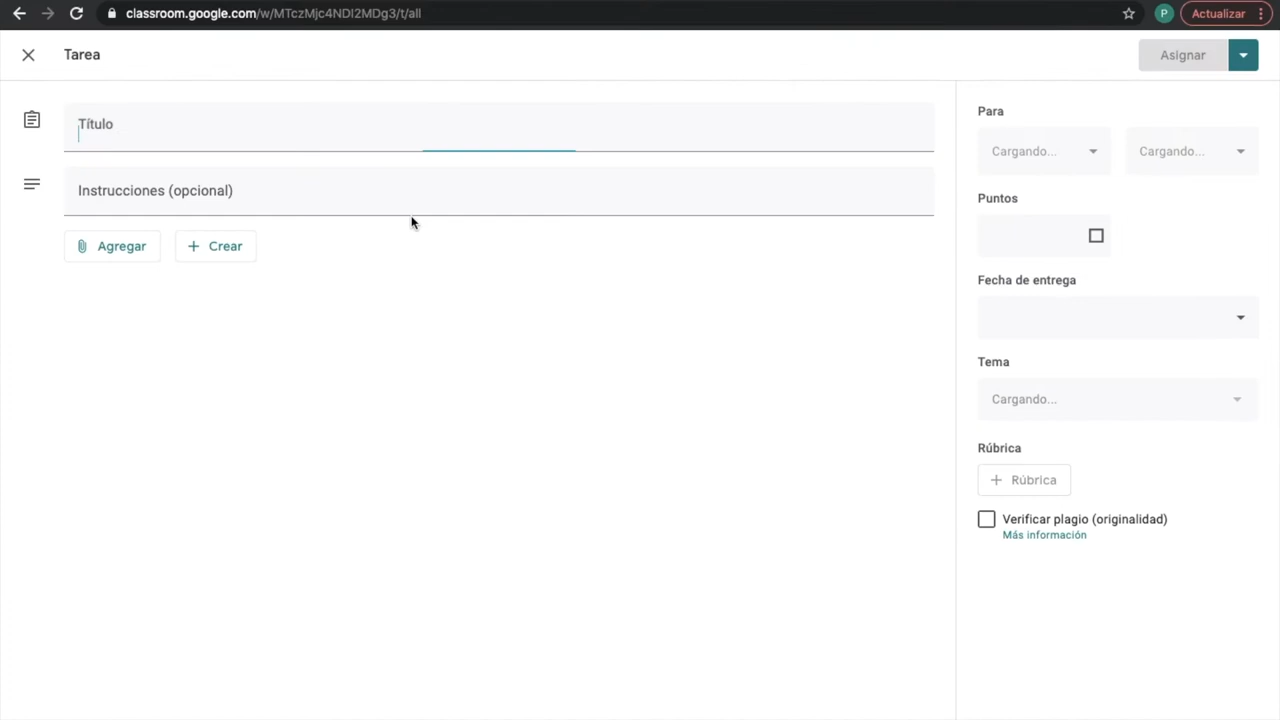 classroom.google.com/w/MTczMjc4NDI2MDg3/t/all
P
Actualizar
Tarea
Asignar
Título
Instrucciones (opcional)
Agregar
Crear
Para
Cargando...
Cargando...
Puntos
Fecha de entrega
Tema
Cargando...
Rúbrica
+ Rúbrica
Verificar plagio (originalidad)
Más información